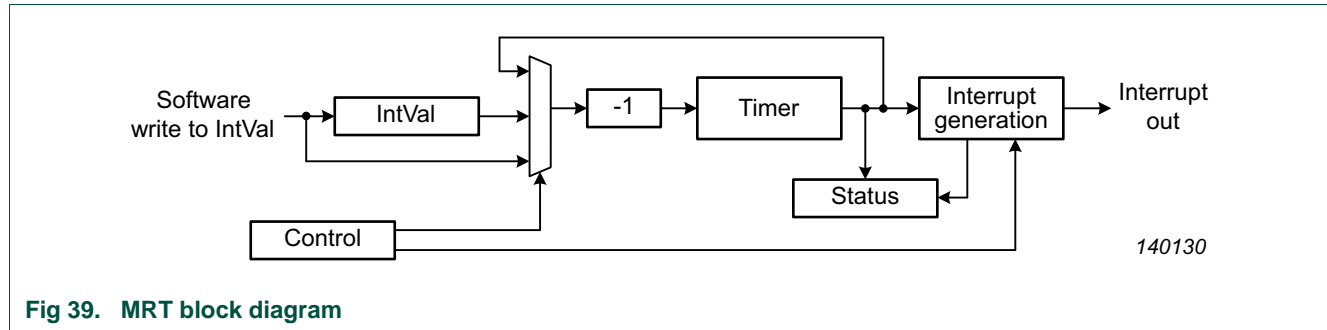 Software
write to IntVal
IntVal
-1
Timer
Interrupt
generation
Interrupt
out
Status
Control
140130
Fig 39. MRT block diagram